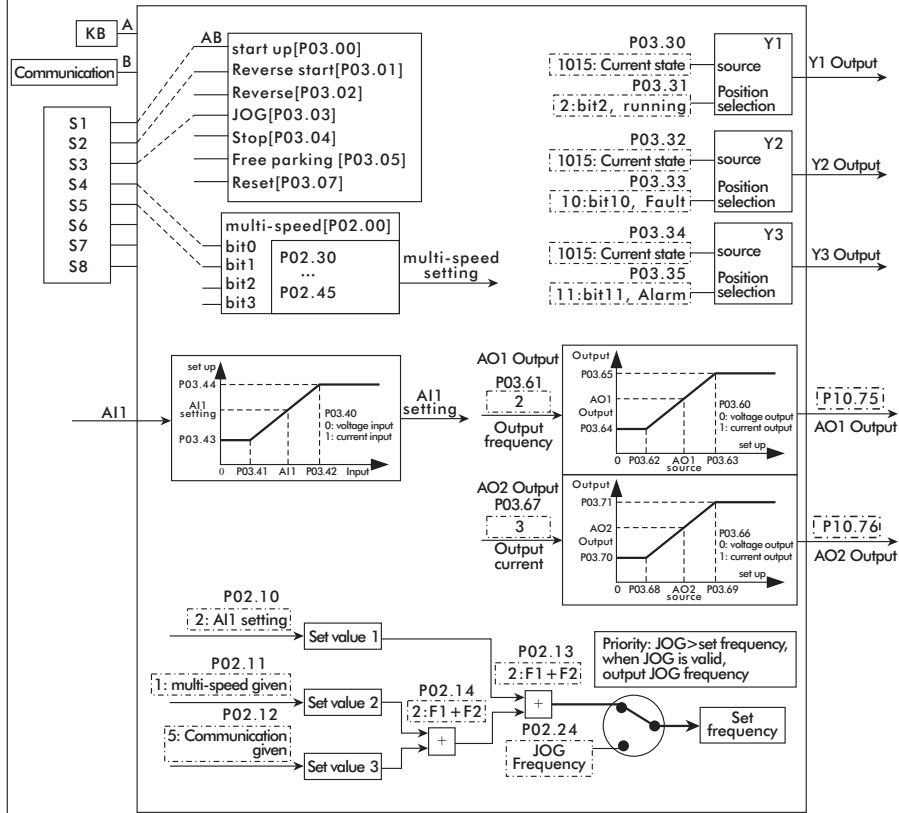 KB
A
Communication
B
S1
S2
S3
S4
S5
S6
S7
S8
AB
start up[P03.00]
Reverse start[P03.01]
Reverse[P03.02]
JOG[P03.03]
Stop[P03.04]
Free parking [P03.05]
Reset[P03.07]
multi-speed[P02.00]
bit0
bit1
bit2
bit3
P02.30
...
P02.45
multi-speed
setting
P03.30
1015: Current state
P03.31
2:bit2, running
Y1
source
Position
selection
Y1 Output
P03.32
1015: Current state
P03.33
10:bit10, Fault
Y2
source
Position
selection
Y2 Output
P03.34
1015: Current state
P03.35
11:bit11, Alarm
Y3
source
Position
selection
Y3 Output
AI1
set up
P03.44
AI1
setting
P03.43
P03.40
0: voltage input
1: current input
0
P03.41
AI1
P03.42
Input
AI1
setting
AO1 Output
P03.61
2
Output
frequency
Output
P03.65
AO1
Output
P03.64
P03.60
0: voltage output
1: current output
set up
0
P03.62
AO1
source
P03.63
P10.75
AO1 Output
AO2 Output
P03.67
3
Output
current
Output
P03.71
AO2
Output
P03.70
P03.66
0: voltage output
1: current output
set up
0
P03.68
AO2
source
P03.69
P10.76
AO2 Output
P02.10
2: AI1 setting
Set value 1
P02.11
1: multi-speed given
Set value 2
P02.12
5: Communication
given
Set value 3
P02.14
2:F1+F2
+
P02.13
2:F1+F2
+
P02.24
JOG
Frequency
Priority: JOG>set frequency,
when JOG is valid,
output JOG frequency
Set
frequency